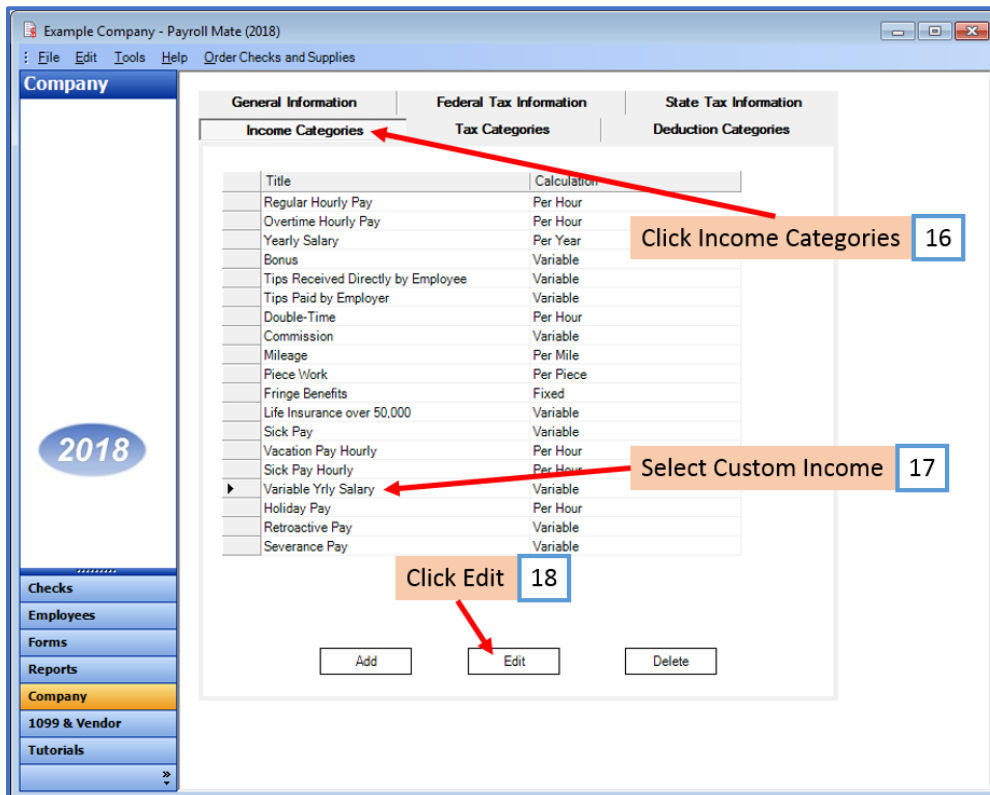 Example Company - Payroll Mate (2018)
File Edit Tools Help Order Checks and Supplies
Company
General Information Federal Tax Information State Tax Information
Income Categories Tax Categories Deduction Categories
Title Calculation
Regular Hourly Pay Per Hour
Overtime Hourly Pay Per Hour
Yearly Salary Per Year
Click Income Categories 16
Bonus Variable
Tips Received Directly by Employee Variable
Tips Paid by Employer Variable
Double-Time Per Hour
Commission Variable
Mileage Per Mile
Piece Work Per Piece
Fringe Benefits Fixed
Life Insurance over 50,000 Variable
Sick Pay Variable
2018
Vacation Pay Hourly Per Hour
Sick Pay Hourly Per Hour
Select Custom Income 17
Variable Yrly Salary Variable
Holiday Pay Per Hour
Retroactive Pay Variable
Severance Pay Variable
Click Edit 18
Checks
Employees
Forms
Reports
Company
1099 & Vendor
Tutorials
Add Edit Delete